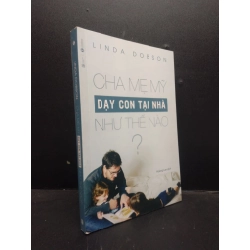 LINDA DOBSON
CHA MẸ MỸ
DẠY CON TẠI NHÀ
NHƯ THẾ NÀO
?